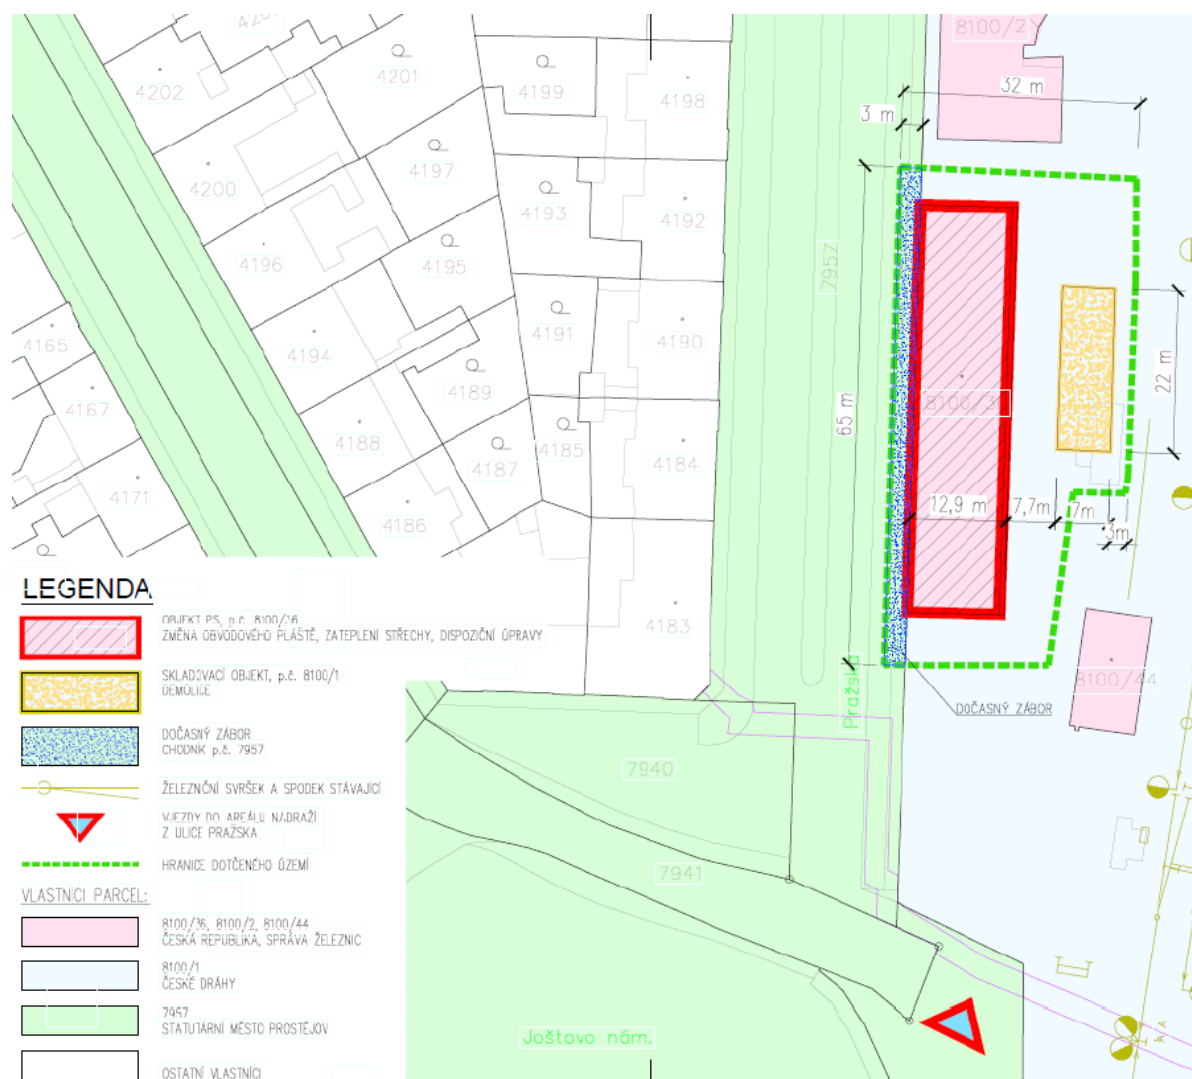 8100/2
4202
4201
4199
4198
32 m
3 m
4200
4197
4193
4192
4196
4195
7957
4165
4194
4191
4190
22 m
4167
4189
8100/36
65 m
4188
4187
4185
4184
4171
4186
12,9 m
7,7m
7m
3m
4183
8100/44
Pražská
DOČASNÝ ZÁBOR
7940
7941
Joštovo nám.
LEGENDA
OBJEKT PS, p.č. 8100/36
ZMĚNA OBVODOVÉHO PLÁŠTĚ, ZATEPLENÍ STŘECHY, DISPOZIČNÍ ÚPRAVY
SKLADOVACÍ OBJEKT, p.č. 8100/1
DEMOLICE
DOČASNÝ ZÁBOR
CHODNÍK p.č. 7957
ŽELEZNIČNÍ SVRŠEK A SPODEK STÁVAJÍCÍ
VJEZDY DO AREÁLU NÁDRAŽÍ
Z ULICE PRAŽSKÁ
HRANICE DOTČENÉHO ÚZEMÍ
VLASTNÍCI PARCEL:
8100/36, 8100/2, 8100/44
ČESKÁ REPUBLIKA, SPRÁVA ŽELEZNIC
8100/1
ČESKÉ DRÁHY
7957
STATUTÁRNÍ MĚSTO PROSTĚJOV
OSTATNÍ VLASTNÍCI